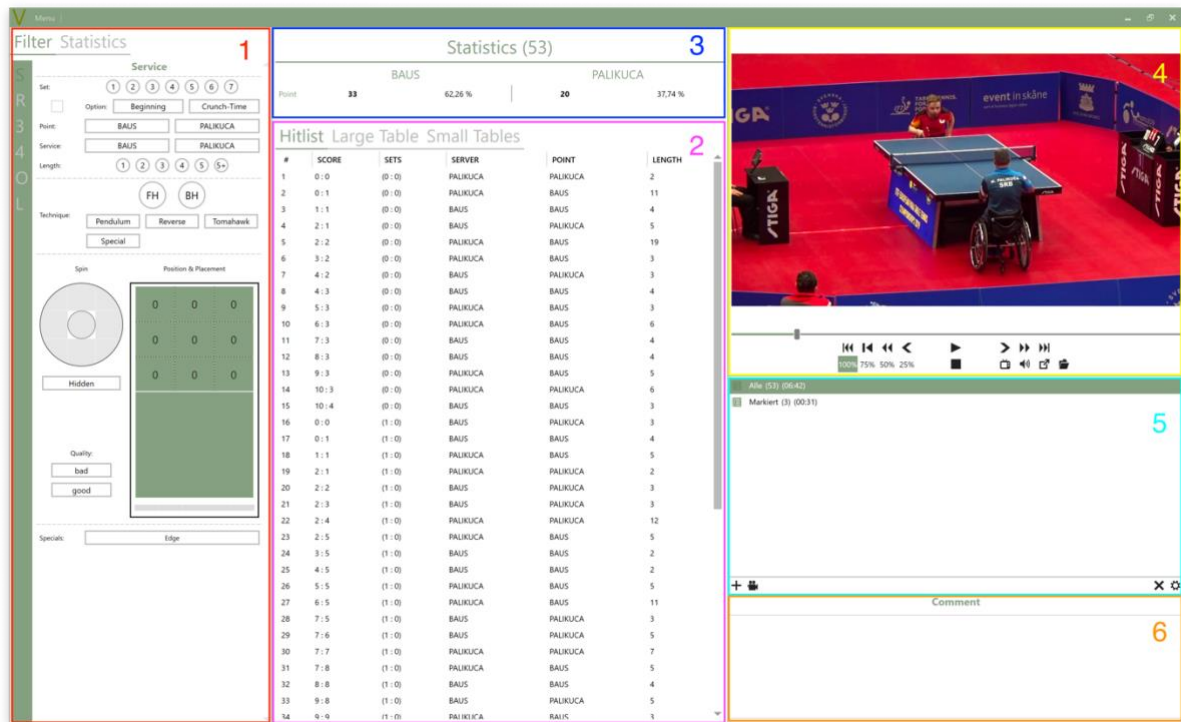 V Menu
Filter Statistics 1
Service
Set: 1 2 3 4 5 6 7
Option: Beginning Crunch-Time
Point: BAUS PALIKUCA
Service: BAUS PALIKUCA
Length: 1 2 3 4 5 5+
FH BH
Technique: Pendulum Reverse Tomahawk
Special
Spin Position & Placement
0 0 0
0 0 0
0 0 0
Hidden
Quality:
bad
good
Specials: Edge
S
R
3
4
O
L
Statistics (53) 3
BAUS PALIKUCA
Point 33 62,26 % 20 37,74 %
Hitlist Large Table Small Tables 2
# SCORE SETS SERVER POINT LENGTH
1 0 : 0 (0 : 0) PALIKUCA PALIKUCA 2
2 0 : 1 (0 : 0) PALIKUCA BAUS 11
3 1 : 1 (0 : 0) BAUS BAUS 4
4 2 : 1 (0 : 0) BAUS PALIKUCA 5
5 2 : 2 (0 : 0) PALIKUCA BAUS 19
6 3 : 2 (0 : 0) PALIKUCA BAUS 3
7 4 : 2 (0 : 0) BAUS PALIKUCA 3
8 4 : 3 (0 : 0) BAUS BAUS 4
9 5 : 3 (0 : 0) PALIKUCA BAUS 3
10 6 : 3 (0 : 0) PALIKUCA BAUS 6
11 7 : 3 (0 : 0) BAUS BAUS 4
12 8 : 3 (0 : 0) BAUS BAUS 4
13 9 : 3 (0 : 0) PALIKUCA BAUS 5
14 10 : 3 (0 : 0) PALIKUCA PALIKUCA 6
15 10 : 4 (0 : 0) BAUS BAUS 3
16 0 : 0 (1 : 0) BAUS PALIKUCA 3
17 0 : 1 (1 : 0) BAUS BAUS 4
18 1 : 1 (1 : 0) PALIKUCA BAUS 5
19 2 : 1 (1 : 0) PALIKUCA PALIKUCA 2
20 2 : 2 (1 : 0) BAUS PALIKUCA 3
21 2 : 3 (1 : 0) BAUS PALIKUCA 3
22 2 : 4 (1 : 0) PALIKUCA PALIKUCA 12
23 2 : 5 (1 : 0) PALIKUCA BAUS 5
24 3 : 5 (1 : 0) BAUS BAUS 2
25 4 : 5 (1 : 0) BAUS BAUS 2
26 5 : 5 (1 : 0) PALIKUCA BAUS 5
27 6 : 5 (1 : 0) PALIKUCA BAUS 11
28 7 : 5 (1 : 0) BAUS PALIKUCA 3
29 7 : 6 (1 : 0) BAUS PALIKUCA 5
30 7 : 7 (1 : 0) PALIKUCA PALIKUCA 7
31 7 : 8 (1 : 0) PALIKUCA BAUS 5
32 8 : 8 (1 : 0) BAUS BAUS 4
33 9 : 8 (1 : 0) BAUS PALIKUCA 5
34 9 : 9 (1 : 0) PALIKUCA BAUS 3
4
event in skåne
STIGA
STIGA
STIGA
SRB
100% 75% 50% 25%
Alle (53) (06:42)
Markiert (3) (00:31)
5
Comment
6